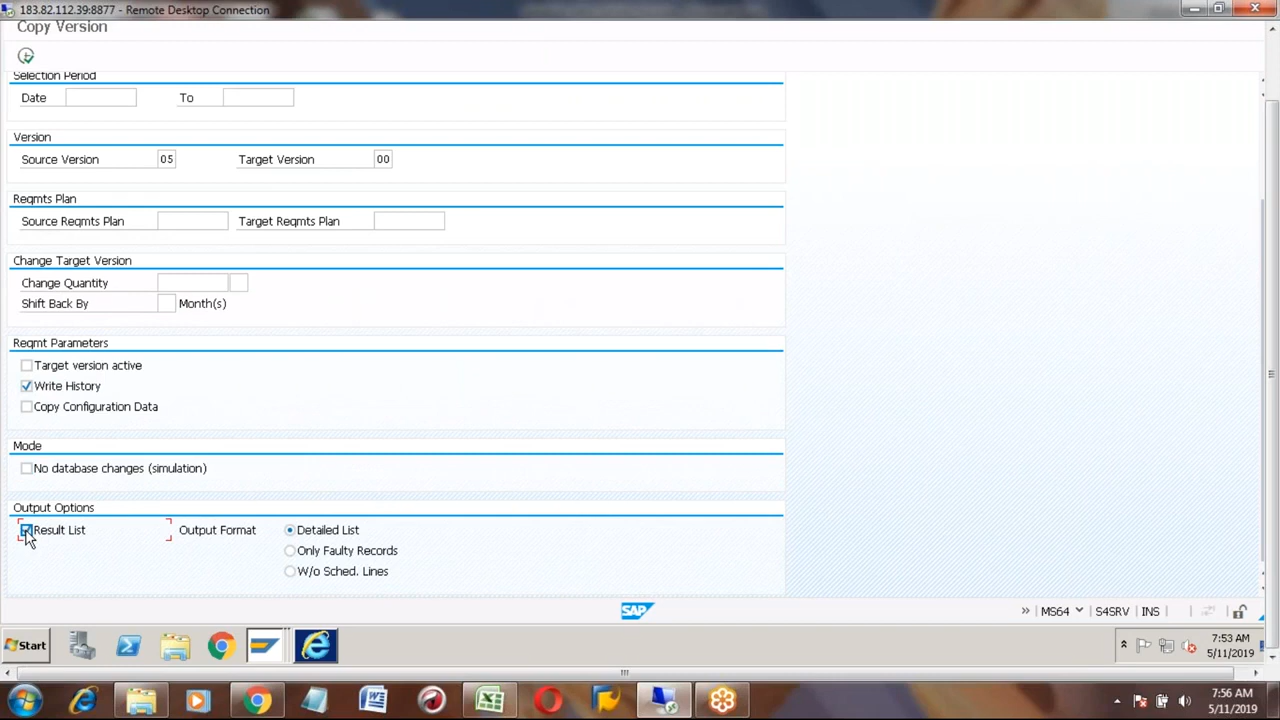 183.82.112.39:8877 - Remote Desktop Connection
Copy Version
Selection Period
Date To
Version
Source Version 05 Target Version 00
Reqmts Plan
Source Reqmts Plan Target Reqmts Plan
Change Target Version
Change Quantity
Shift Back By Month(s)
Reqmt Parameters
Target version active
Write History
Copy Configuration Data
Mode
No database changes (simulation)
Output Options
Result List Output Format Detailed List
Only Faulty Records
W/o Sched. Lines
SAP » MS64 S4SRV INS
Start 7:53 AM
5/11/2019
7:56 AM
5/11/2019